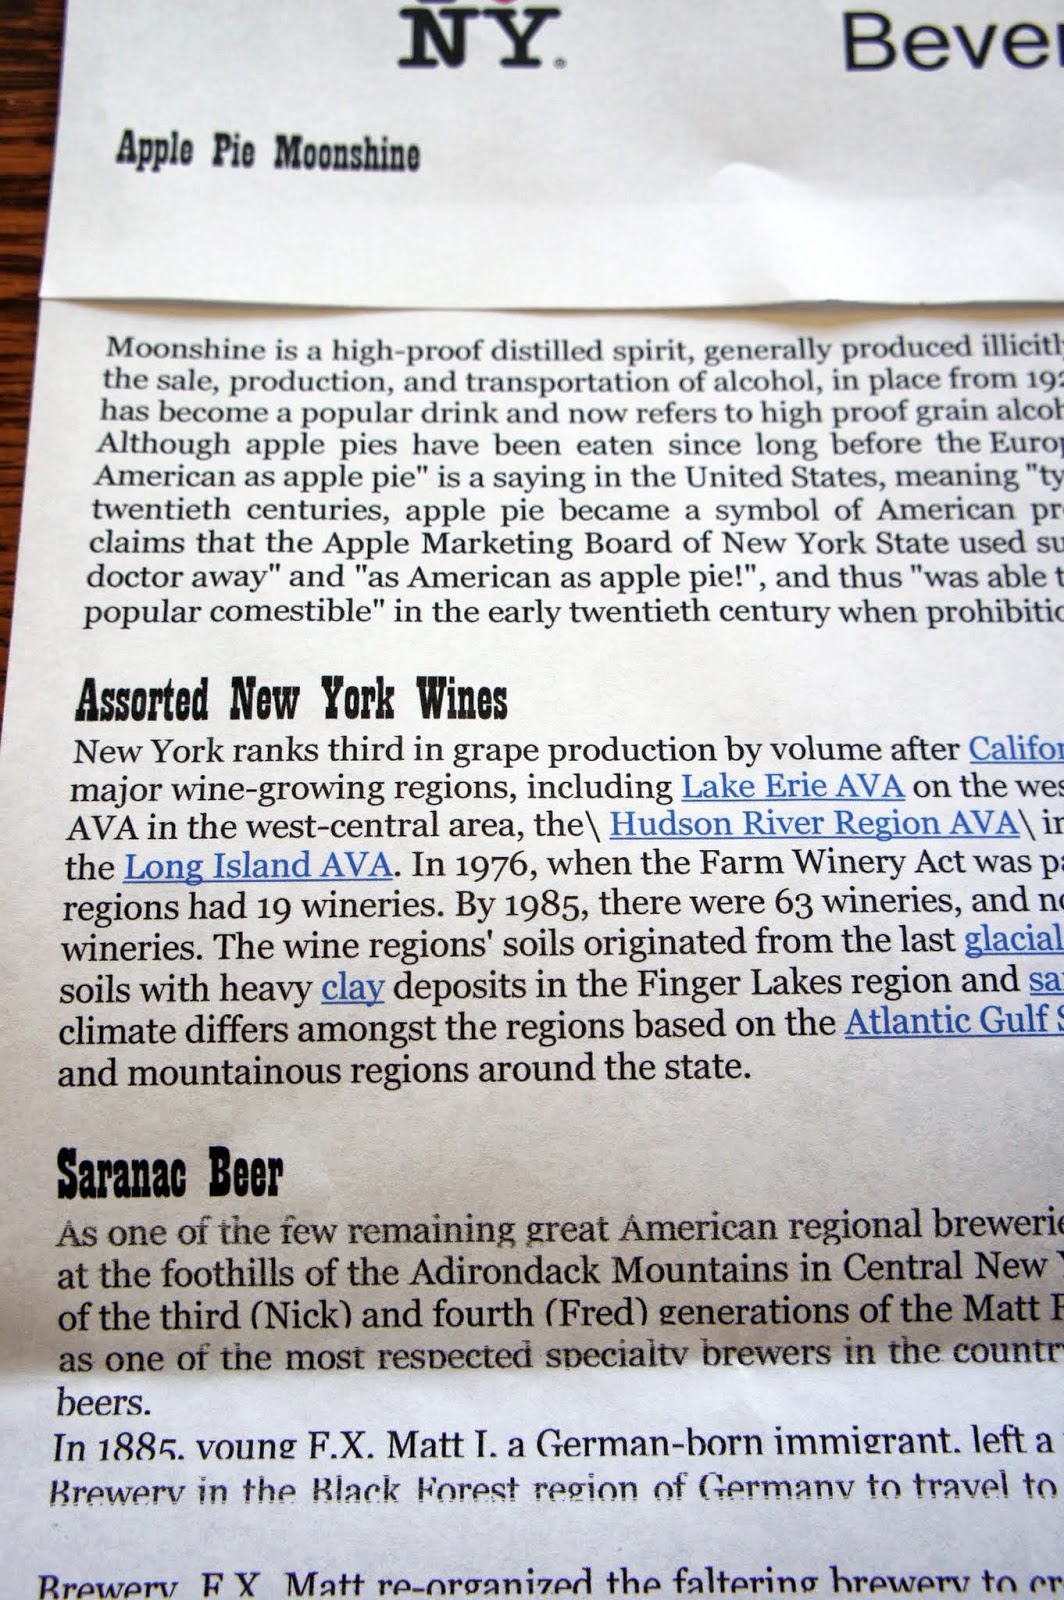 NY®
Bever
Apple Pie Moonshine
Moonshine is a high-proof distilled spirit, generally produced illicitl
the sale, production, and transportation of alcohol, in place from 192
has become a popular drink and now refers to high proof grain alcoh
Although apple pies have been eaten since long before the Europ
American as apple pie" is a saying in the United States, meaning "ty
twentieth centuries, apple pie became a symbol of American pr
claims that the Apple Marketing Board of New York State used su
doctor away" and "as American as apple pie!", and thus "was able t
popular comestible" in the early twentieth century when prohibitio
Assorted New York Wines
New York ranks third in grape production by volume after Califor
major wine-growing regions, including Lake Erie AVA on the wes
AVA in the west-central area, the\ Hudson River Region AVA\ in
the Long Island AVA. In 1976, when the Farm Winery Act was pa
regions had 19 wineries. By 1985, there were 63 wineries, and no
wineries. The wine regions' soils originated from the last glacial
soils with heavy clay deposits in the Finger Lakes region and sa
climate differs amongst the regions based on the Atlantic Gulf S
and mountainous regions around the state.
Saranac Beer
As one of the few remaining great American regional brewerie
at the foothills of the Adirondack Mountains in Central New Y
of the third (Nick) and fourth (Fred) generations of the Matt F
as one of the most respected specialty brewers in the countr
beers.
In 1885, young F.X. Matt I, a German-born immigrant, left a
Brewery in the Black Forest region of Germany to travel to
Brewery F X Matt re-organized the faltering brewery to cr